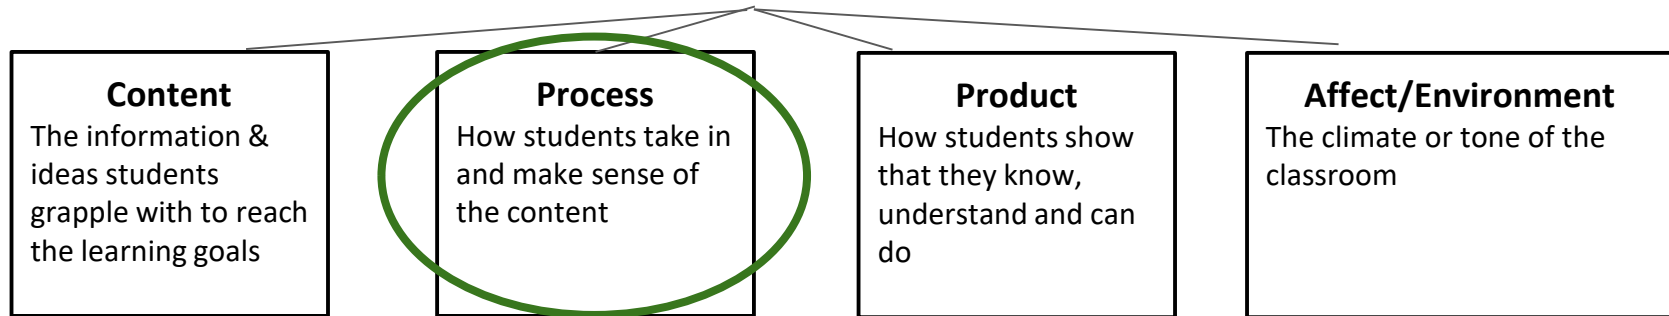 Content
The information &
ideas students
grapple with to reach
the learning goals
Process
How students take in
and make sense of
the content
Product
How students show
that they know,
understand and can
do
Affect/Environment
The climate or tone of the
classroom